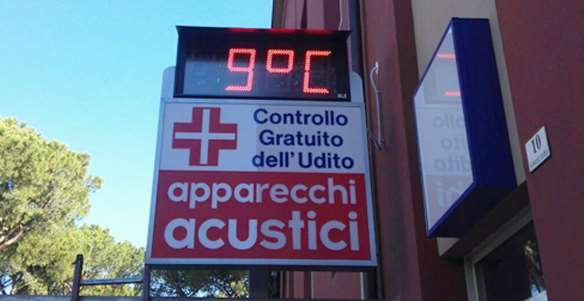 9°C
Controllo
Gratuito
dell'Udito
apparecchi
acustici
10